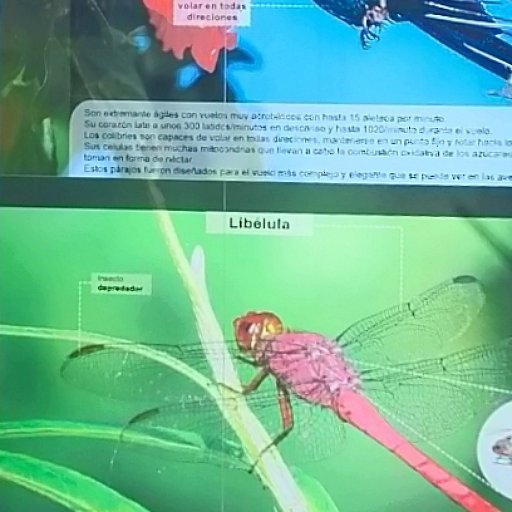 volar en todas
direciones
Son extremante ágiles con vuelos muy acrobáticos con hasta 15 aleteos por minuto.
Su corazón late a unos 300 latidos/minutos en descanso y hasta 1020/minuto durante el vuelo.
Los colibríes son capaces de volar en todas direciones, mantenerse en un punto fijo y volar hacia
Sus celulas tienen muchas mitocondrias que llevan a cabo la combustión oxidativa de los azúcares
toman en forma de néctar.
Estos párajos fueron diseñados para el vuelo más complejo y elegante que se puede ver en las ave
Libélula
Insecto
depredador